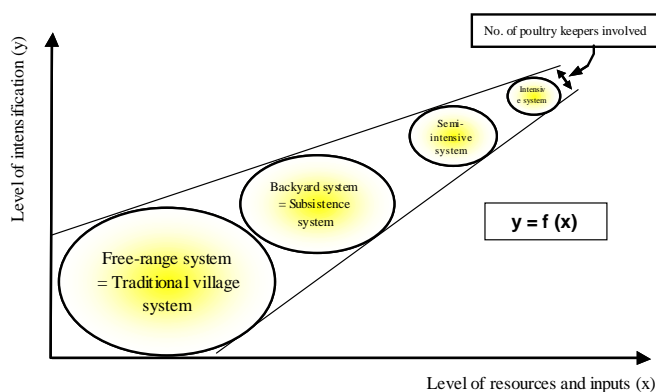 No. of poultry keepers involved
Level of intensification (y)
Intensiv
e system
Semi-
intensive
system
Backyard system
= Subsistence
system
y = f (x)
Free-range system
= Traditional village
system
Level of resources and inputs (x)